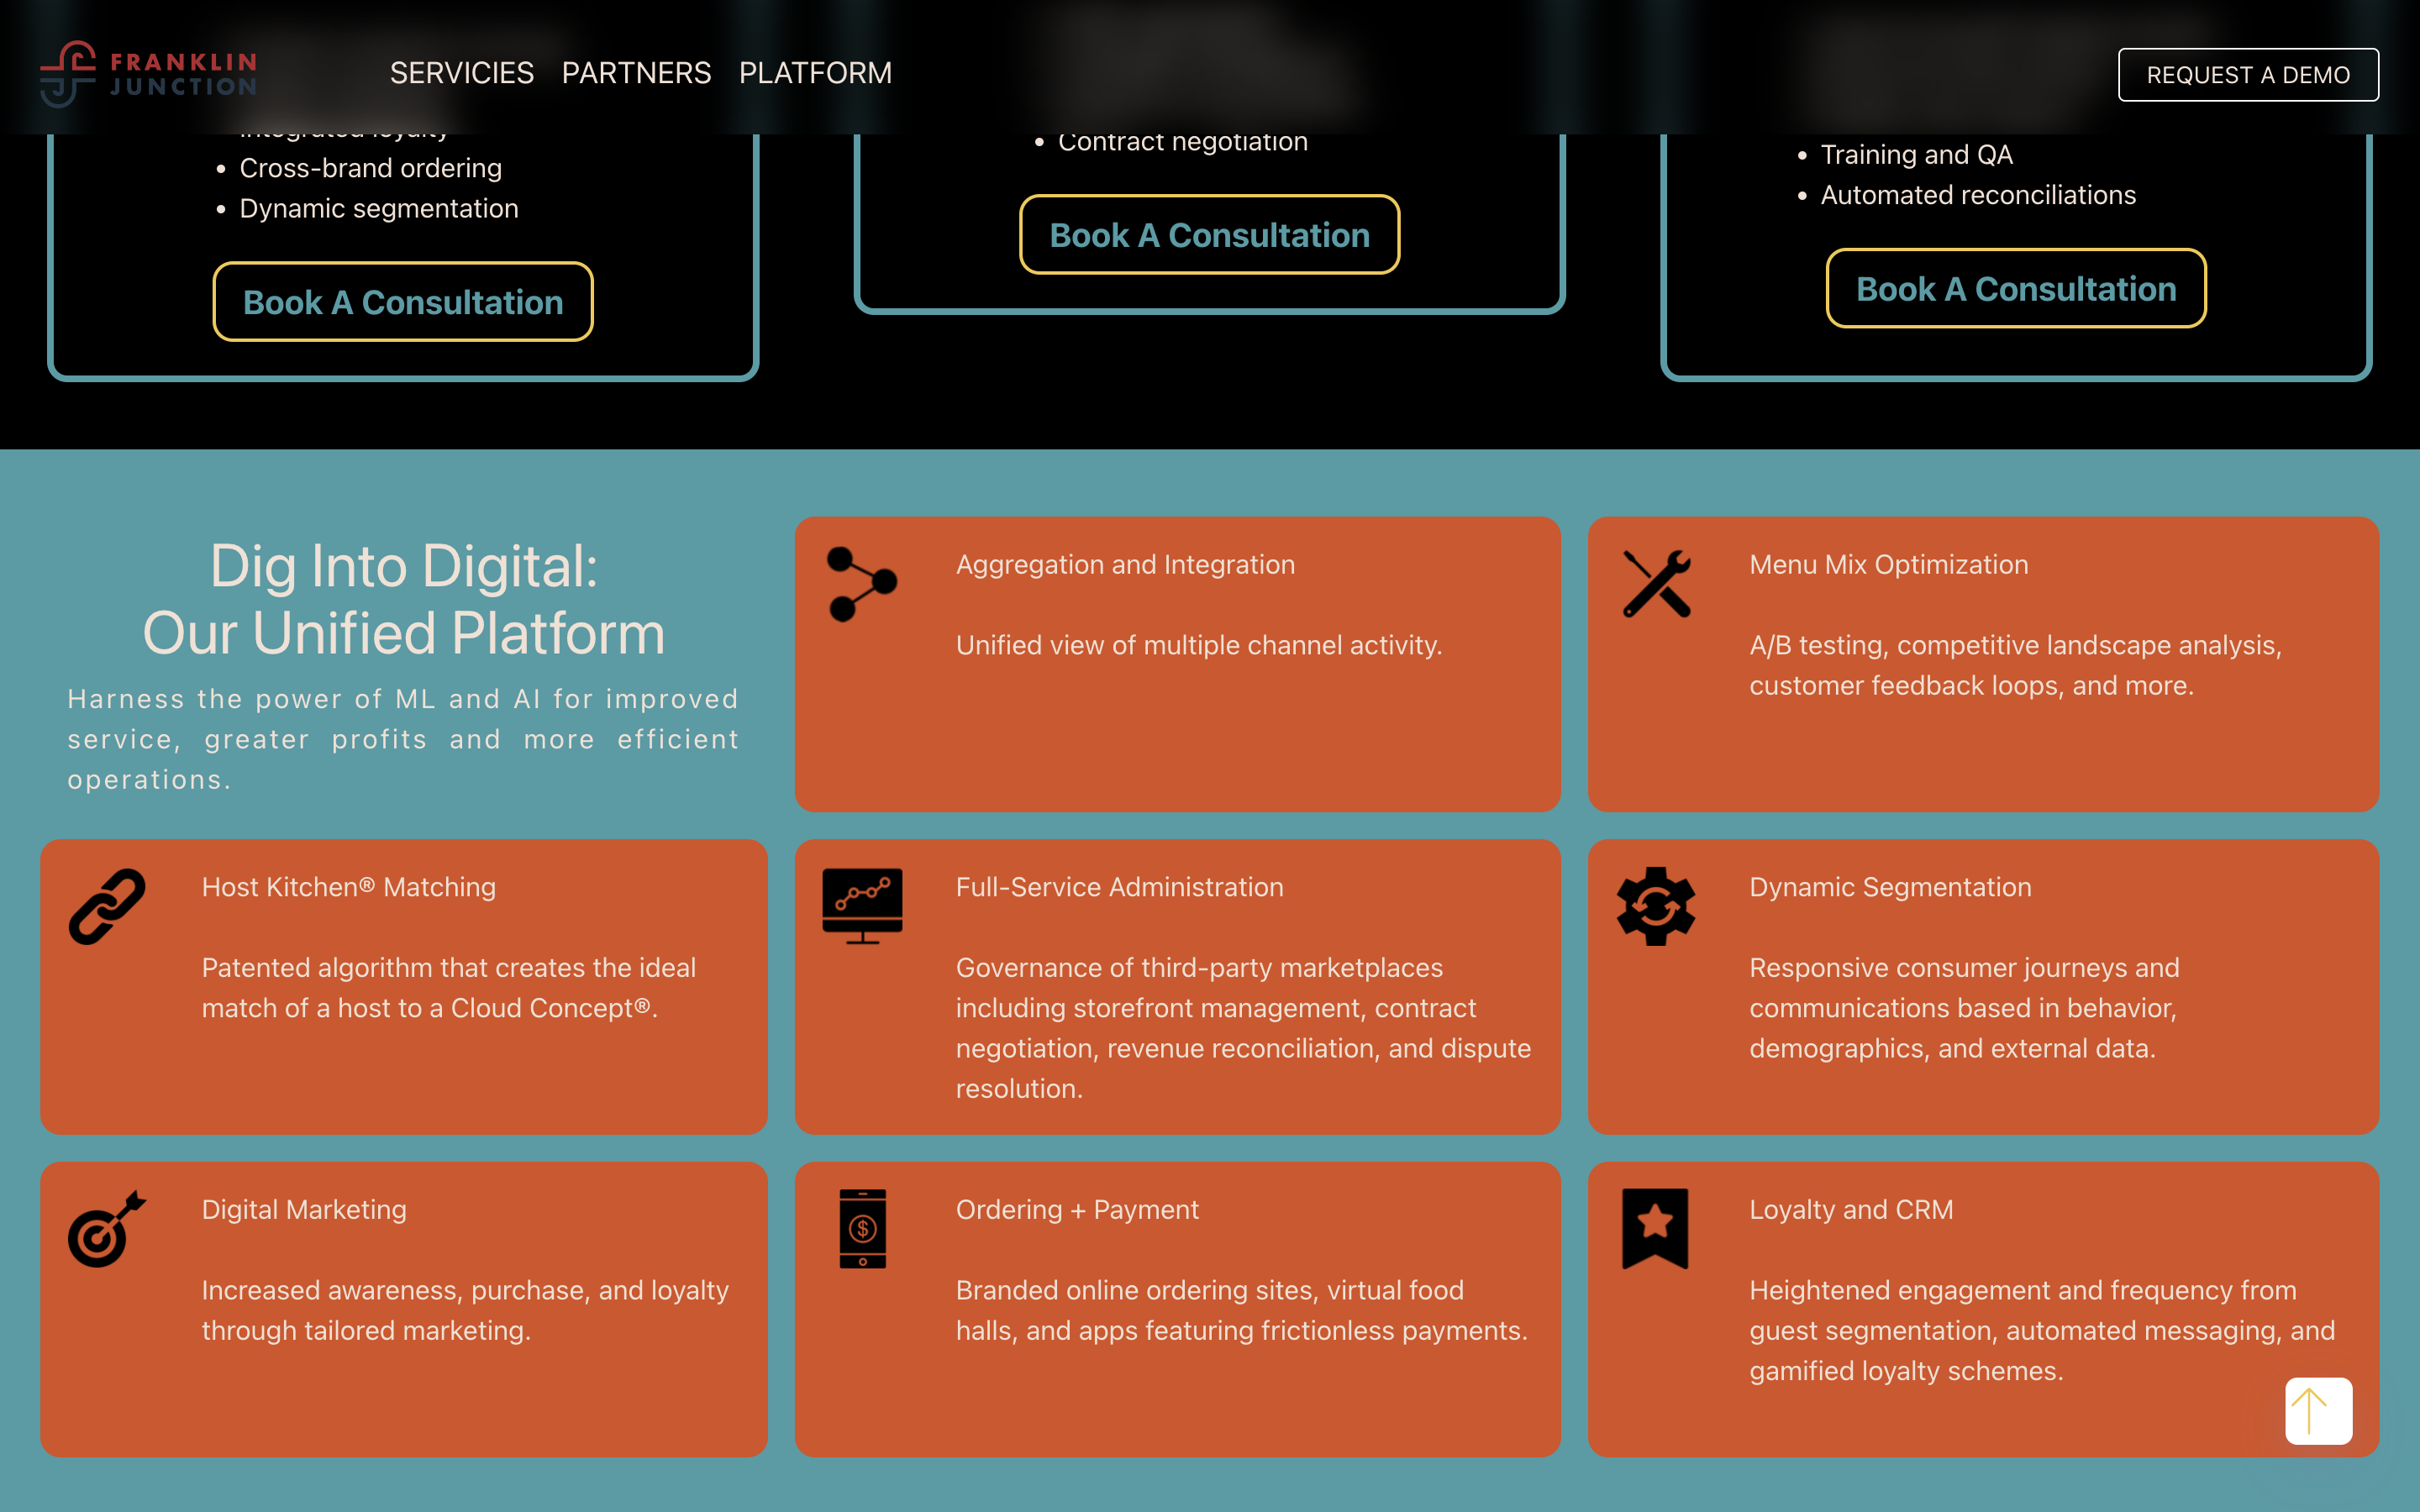 FRANKLIN
JUNCTION
SERVICIES PARTNERS PLATFORM
REQUEST A DEMO
Integrated loyalty
• Cross-brand ordering
• Dynamic segmentation
Book A Consultation
• Contract negotiation
Book A Consultation
• Training and QA
• Automated reconciliations
Book A Consultation
Dig Into Digital:
Our Unified Platform
Harness the power of ML and AI for improved
service, greater profits and more efficient
operations.
Aggregation and Integration
Unified view of multiple channel activity.
Menu Mix Optimization
A/B testing, competitive landscape analysis,
customer feedback loops, and more.
Host Kitchen® Matching
Patented algorithm that creates the ideal
match of a host to a Cloud Concept®.
Full-Service Administration
Governance of third-party marketplaces
including storefront management, contract
negotiation, revenue reconciliation, and dispute
resolution.
Dynamic Segmentation
Responsive consumer journeys and
communications based in behavior,
demographics, and external data.
Digital Marketing
Increased awareness, purchase, and loyalty
through tailored marketing.
Ordering + Payment
Branded online ordering sites, virtual food
halls, and apps featuring frictionless payments.
Loyalty and CRM
Heightened engagement and frequency from
guest segmentation, automated messaging, and
gamified loyalty schemes.